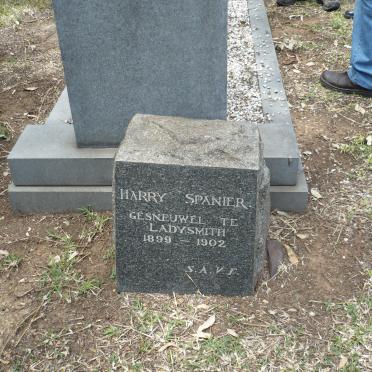 HARRY SPANIER
GESNEUWEL TE
LADYSMITH
1899 - 1902
S.A.V.F.